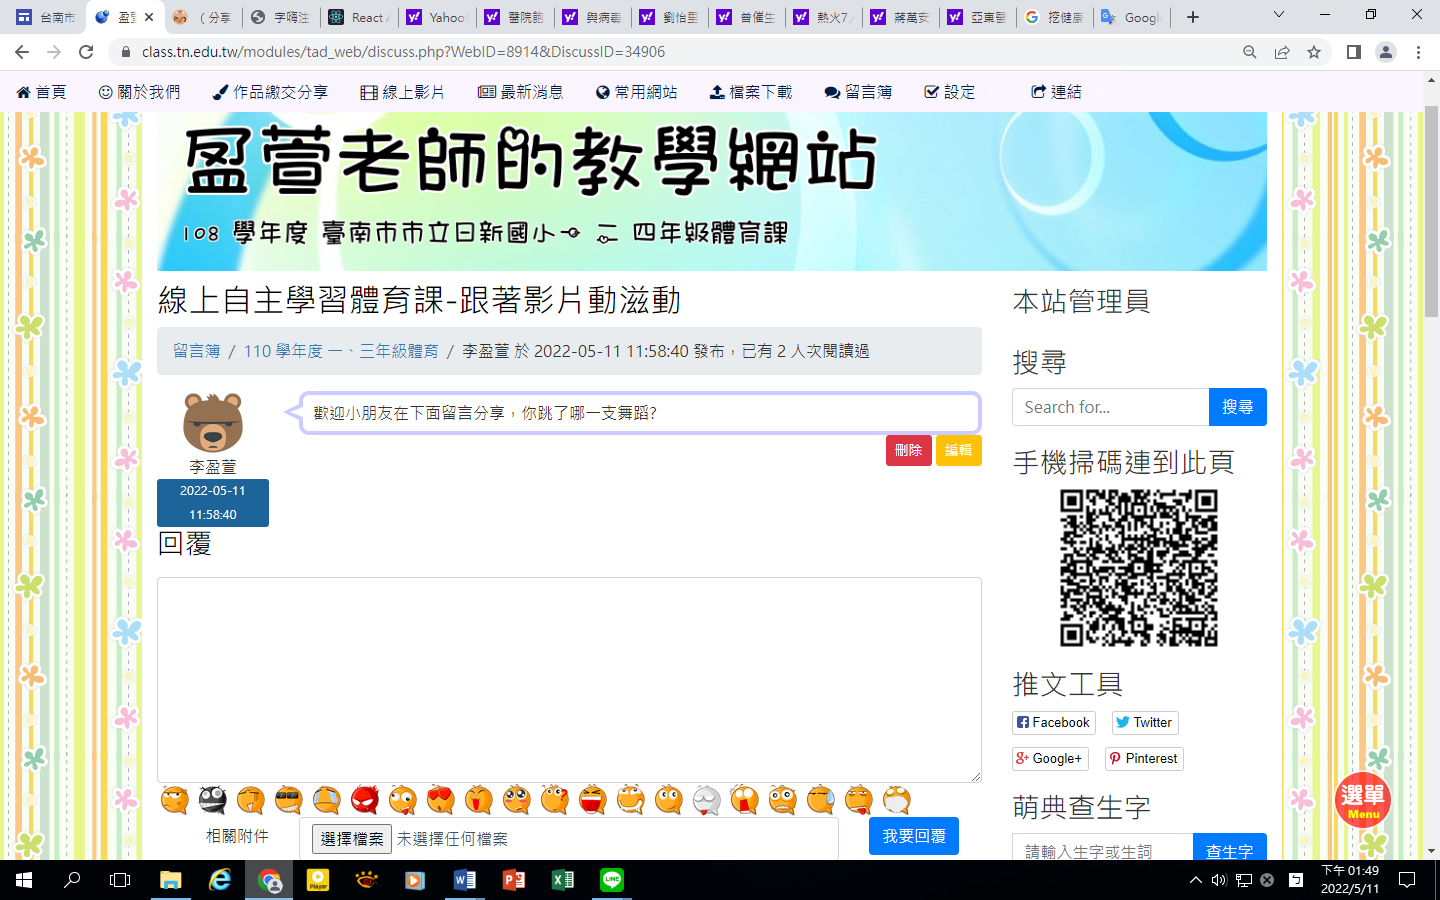 台南市
盈萱
（ 分享
字嗨注
React A
Yahoo!
醫院跑
與病毒
劉怡里
曾催生
熱火7人
蔣萬安
亞東醫
挖健康
Google
class.tn.edu.tw/modules/tad_web/discuss.php?WebID=8914&DiscussID=34906
首頁 關於我們 作品繳交分享 線上影片 最新消息 常用網站 檔案下載 留言簿 設定 連結
盈萱老師的教學網站
108 學年度 臺南市市立日新國小一 二 四年級體育課
線上自主學習體育課-跟著影片動滋動
留言簿 / 110 學年度 一、三年級體育 / 李盈萱 於 2022-05-11 11:58:40 發布，已有 2 人次閱讀過
歡迎小朋友在下面留言分享，你跳了哪一支舞蹈?
刪除 編輯
李盈萱
2022-05-11
11:58:40
回覆
相關附件 選擇檔案 未選擇任何檔案 我要回覆
本站管理員
搜尋
Search for... 搜尋
手機掃碼連到此頁
推文工具
Facebook Twitter
Google+ Pinterest
萌典查生字
請輸入生字或生詞 查生字
選單
Menu
下午 01:49
2022/5/11